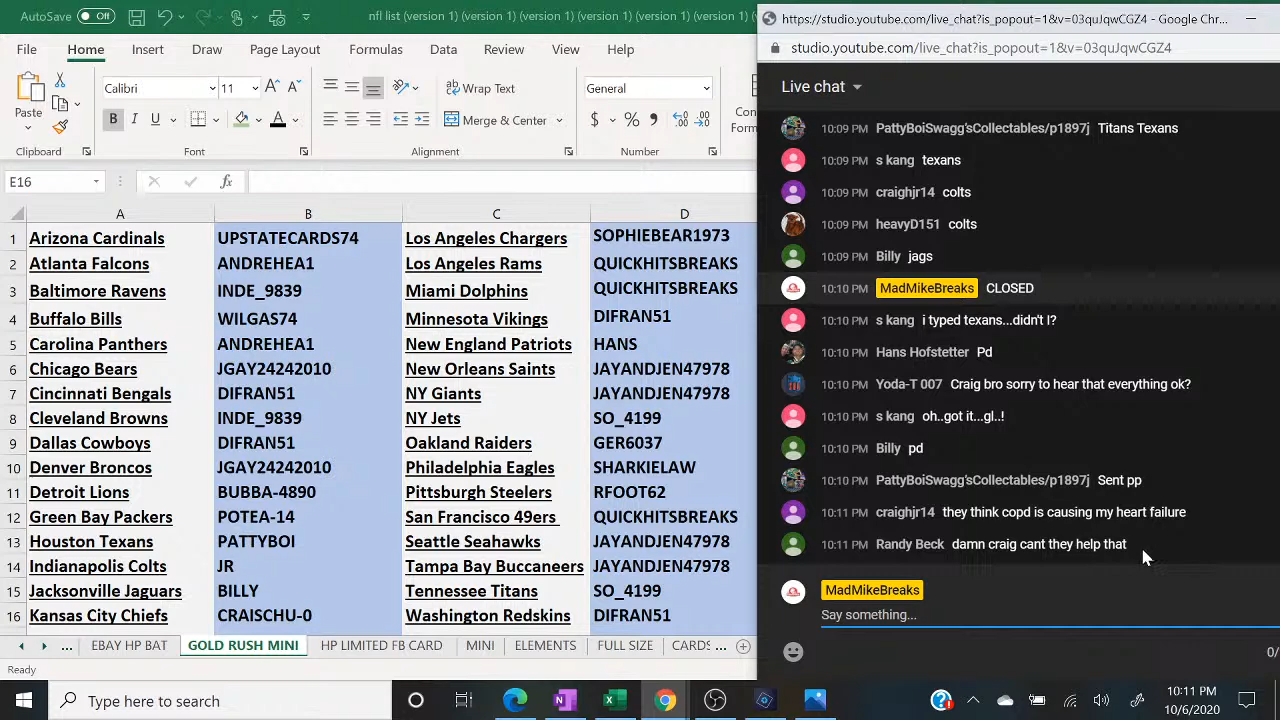 AutoSave Off
nfl list (version 1) (version 1) (version 1)
https://studio.youtube.com/live_chat?is_popout=1&v=03quJqwCGZ4 - Google Chr...
studio.youtube.com/live_chat?is_popout=1&v=03quJqwCGZ4
File Home Insert Draw Page Layout Formulas Data Review View Help
Paste
Calibri 11
B I U
Wrap Text
Merge & Center
General
$ % ,
Con
Form
Clipboard Font Alignment Number
E16 fx
A B C D
1 Arizona Cardinals UPSTATECARDS74 Los Angeles Chargers SOPHIEBEAR1973
2 Atlanta Falcons ANDREHEA1 Los Angeles Rams QUICKHITSBREAKS
3 Baltimore Ravens INDE_9839 Miami Dolphins QUICKHITSBREAKS
4 Buffalo Bills WILGAS74 Minnesota Vikings DIFRAN51
5 Carolina Panthers ANDREHEA1 New England Patriots HANS
6 Chicago Bears JGAY24242010 New Orleans Saints JAYANDJEN47978
7 Cincinnati Bengals DIFRAN51 NY Giants JAYANDJEN47978
8 Cleveland Browns INDE_9839 NY Jets SO_4199
9 Dallas Cowboys DIFRAN51 Oakland Raiders GER6037
10 Denver Broncos JGAY24242010 Philadelphia Eagles SHARKIELAW
11 Detroit Lions BUBBA-4890 Pittsburgh Steelers RFOOT62
12 Green Bay Packers POTEA-14 San Francisco 49ers QUICKHITSBREAKS
13 Houston Texans PATTYBOI Seattle Seahawks JAYANDJEN47978
14 Indianapolis Colts JR Tampa Bay Buccaneers JAYANDJEN47978
15 Jacksonville Jaguars BILLY Tennessee Titans SO_4199
16 Kansas City Chiefs CRAISCHU-0 Washington Redskins DIFRAN51
... EBAY HP BAT GOLD RUSH MINI HP LIMITED FB CARD MINI ELEMENTS FULL SIZE CARDS ...
Ready
Live chat
10:09 PM PattyBoiSwagg'sCollectables/p1897j Titans Texans
10:09 PM s kang texans
10:09 PM craighjr14 colts
10:09 PM heavyD151 colts
10:09 PM Billy jags
10:10 PM MadMikeBreaks CLOSED
10:10 PM s kang i typed texans...didn't I?
10:10 PM Hans Hofstetter Pd
10:10 PM Yoda-T 007 Craig bro sorry to hear that everything ok?
10:10 PM s kang oh..got it...gl..!
10:10 PM Billy pd
10:10 PM PattyBoiSwagg'sCollectables/p1897j Sent pp
10:11 PM craighjr14 they think copd is causing my heart failure
10:11 PM Randy Beck damn craig cant they help that
MadMikeBreaks
Say something...
0/
Type here to search
10:11 PM
10/6/2020